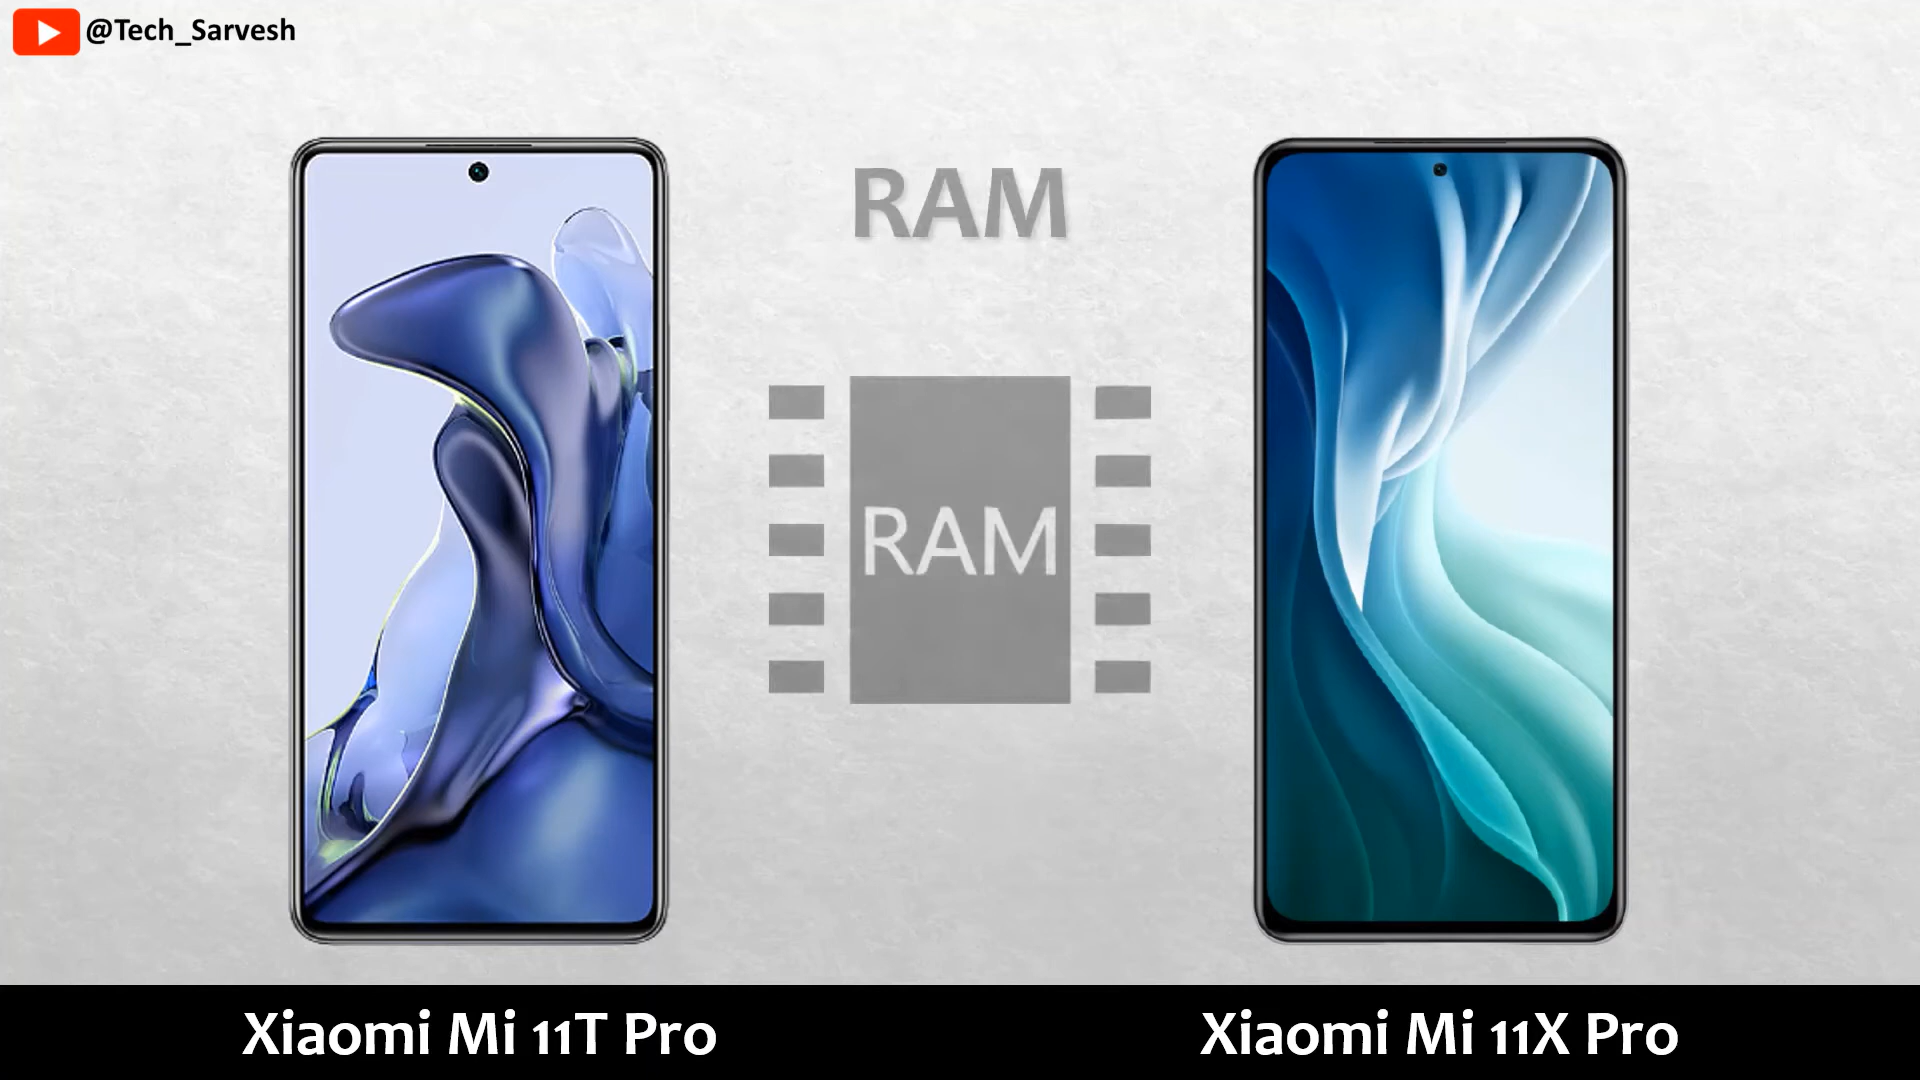 @Tech_Sarvesh
RAM
RAM
Xiaomi Mi 11T Pro
Xiaomi Mi 11X Pro